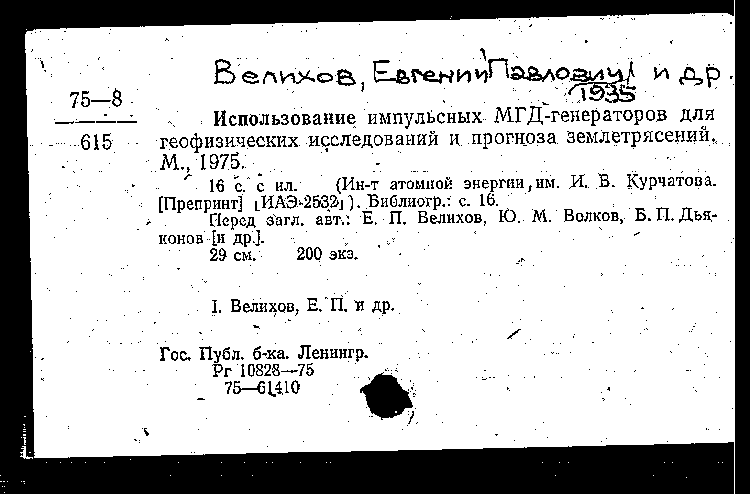 Велихов, Евгений Павлович и др.
1935
75—8
615
Использование импульсных МГД-генераторов для
геофизических исследований и прогноза землетрясений.
М., 1975.
16 с. с ил. (Ин-т атомной энергии им. И. В. Курчатова.
[Препринт] ИАЭ-2532). Библиогр.: с. 16.
Перед загл. авт.: Е. П. Велихов, Ю. М. Волков, Б. П. Дья-
конов [и др.].
29 см. 200 экз.
I. Велихов, Е. П. и др.
Гос. Публ. б-ка. Ленингр.
Рг 10828—75
75—61410